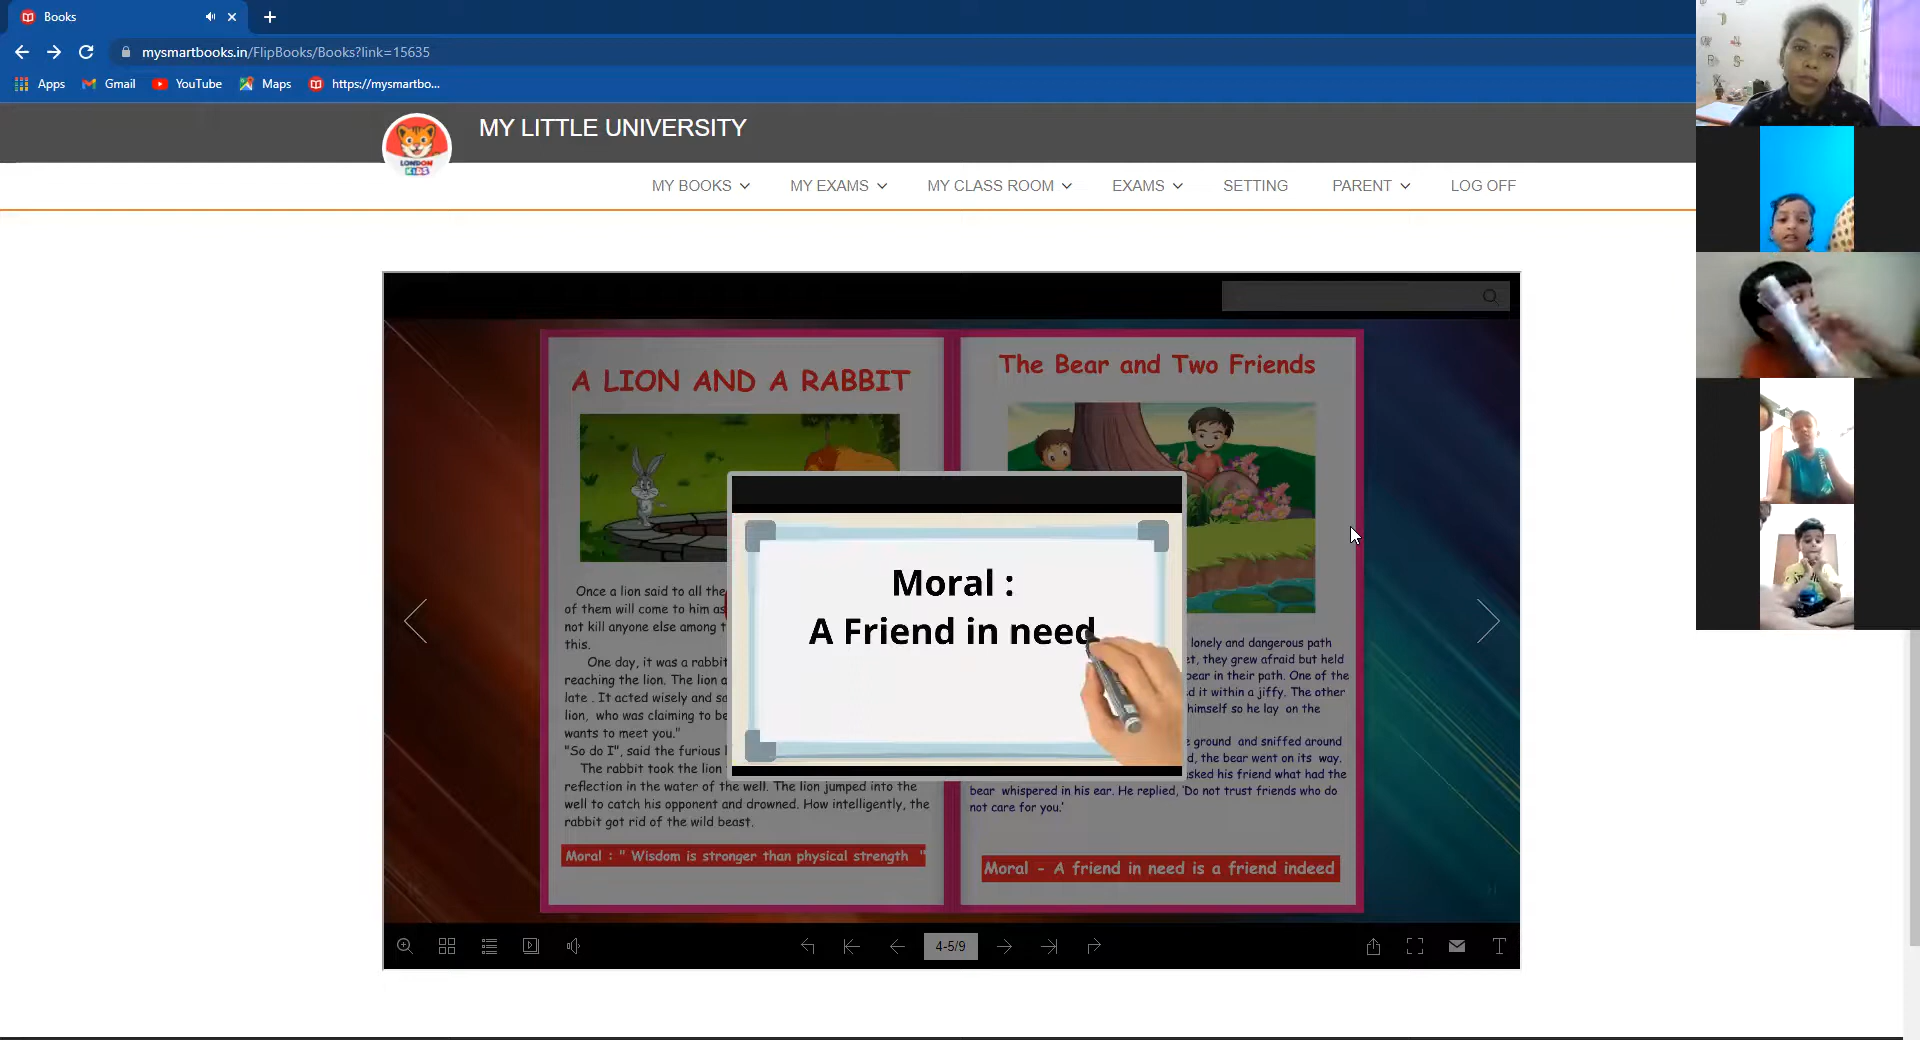 Books
mysmartbooks.in/FlipBooks/Books?link=15635
Apps Gmail YouTube Maps https://mysmartbo...
LONDON
KIDS
MY LITTLE UNIVERSITY
MY BOOKS MY EXAMS MY CLASS ROOM EXAMS SETTING PARENT LOG OFF
A LION AND A RABBIT
Once a lion said to all the
of them will come to him as
not kill anyone else among
this.
One day, it was a rabbit
reaching the lion. The lion
late . It acted wisely and
lion, who was claiming to be
wants to meet you."
"So do I", said the furious
The rabbit took the lion
reflection in the water of the well. The lion jumped into the
well to catch his opponent and drowned. How intelligently, the
rabbit got rid of the wild beast.
Moral : " Wisdom is stronger than physical strength "
The Bear and Two Friends
lonely and dangerous path
they grew afraid but held
bear in their path. One of the
it within a jiffy. The other
himself so he lay on the
ground and sniffed around
the bear went on its way.
his friend what had the
bear whispered in his ear. He replied, 'Do not trust friends who do
not care for you.'
Moral - A friend in need is a friend indeed
Moral :
A Friend in need
4-5/9
T